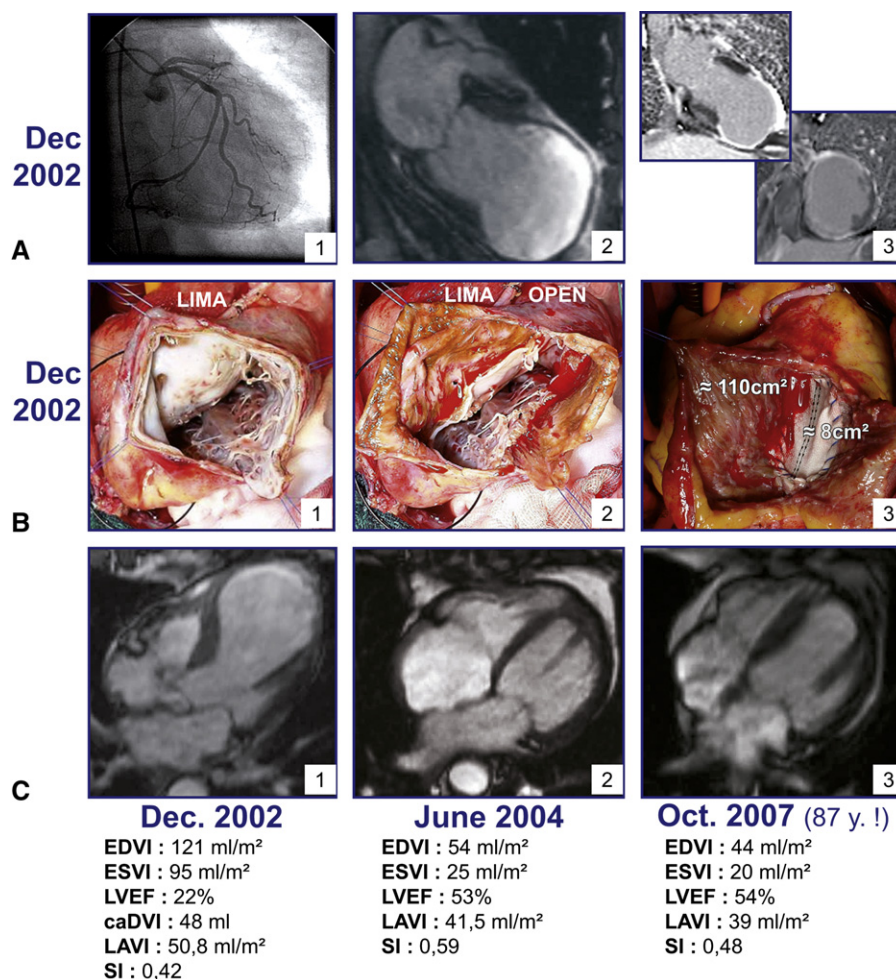 Dec
2002
A
1
2
3
Dec
2002
B
LIMA
1
LIMA OPEN
2
≈ 110cm²
≈ 8cm²
3
C
1
2
3
Dec. 2002
EDVI : 121 ml/m²
ESVI : 95 ml/m²
LVEF : 22%
caDVI : 48 ml
LAVI : 50,8 ml/m²
SI : 0,42
June 2004
EDVI : 54 ml/m²
ESVI : 25 ml/m²
LVEF : 53%
LAVI : 41,5 ml/m²
SI : 0,59
Oct. 2007 (87 y. !)
EDVI : 44 ml/m²
ESVI : 20 ml/m²
LVEF : 54%
LAVI : 39 ml/m²
SI : 0,48